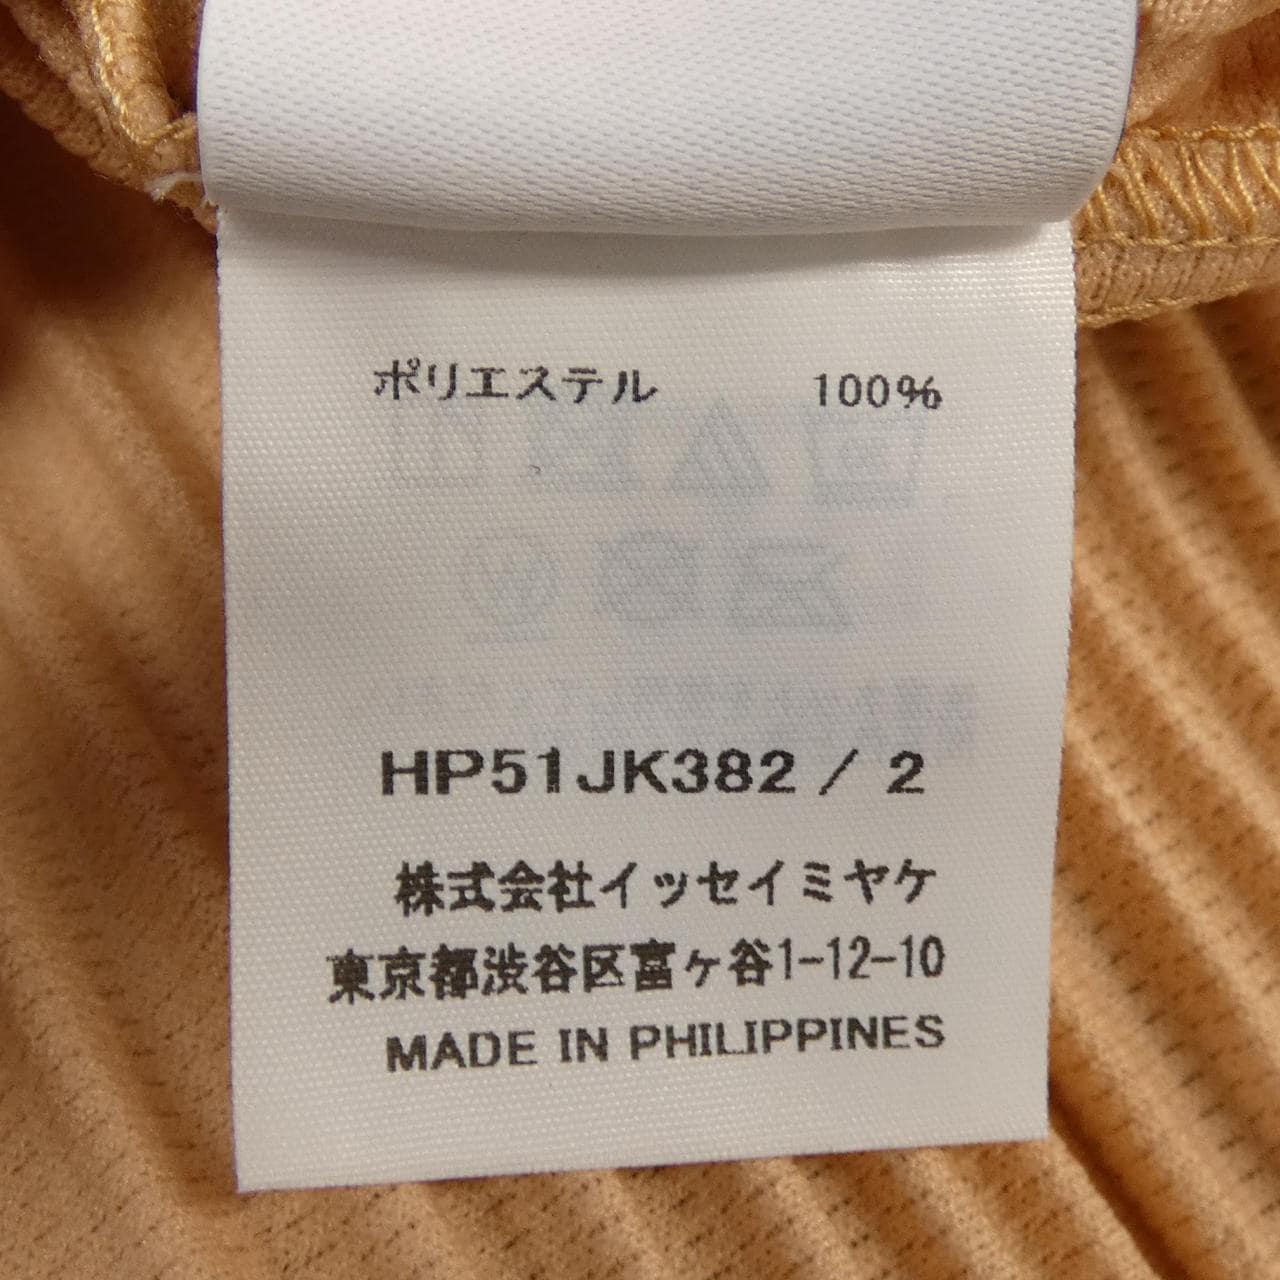 ポリエステル 100%
HP51JK382 / 2
株式会社イッセイミヤケ
東京都渋谷区富ヶ谷1-12-10
MADE IN PHILIPPINES